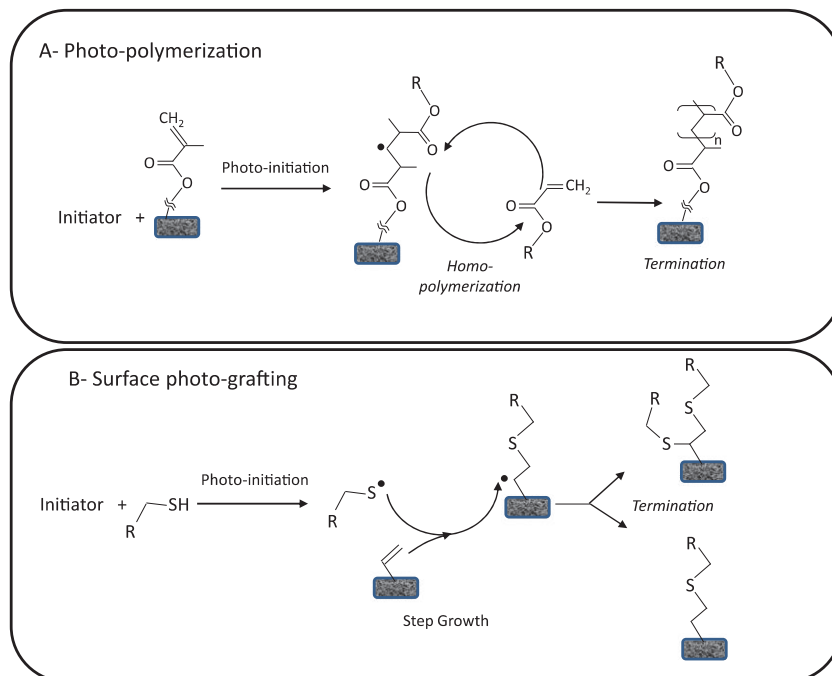 A- Photo-polymerization
CH2
O
O
Initiator +
Photo-initiation
R
O
O
O
O
CH2
O
O
R
Homo-
polymerization
R
O
O
n
O
O
Termination
B- Surface photo-grafting
Initiator +
SH
R
Photo-initiation
S
R
Step Growth
R
S
R
S
R
S
Termination
R
S